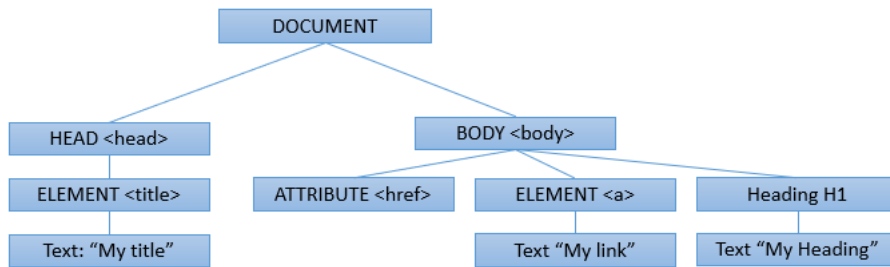 DOCUMENT
HEAD <head>
BODY <body>
ELEMENT <title>
ATTRIBUTE <href>
ELEMENT <a>
Heading H1
Text: “My title”
Text “My link”
Text “My Heading”